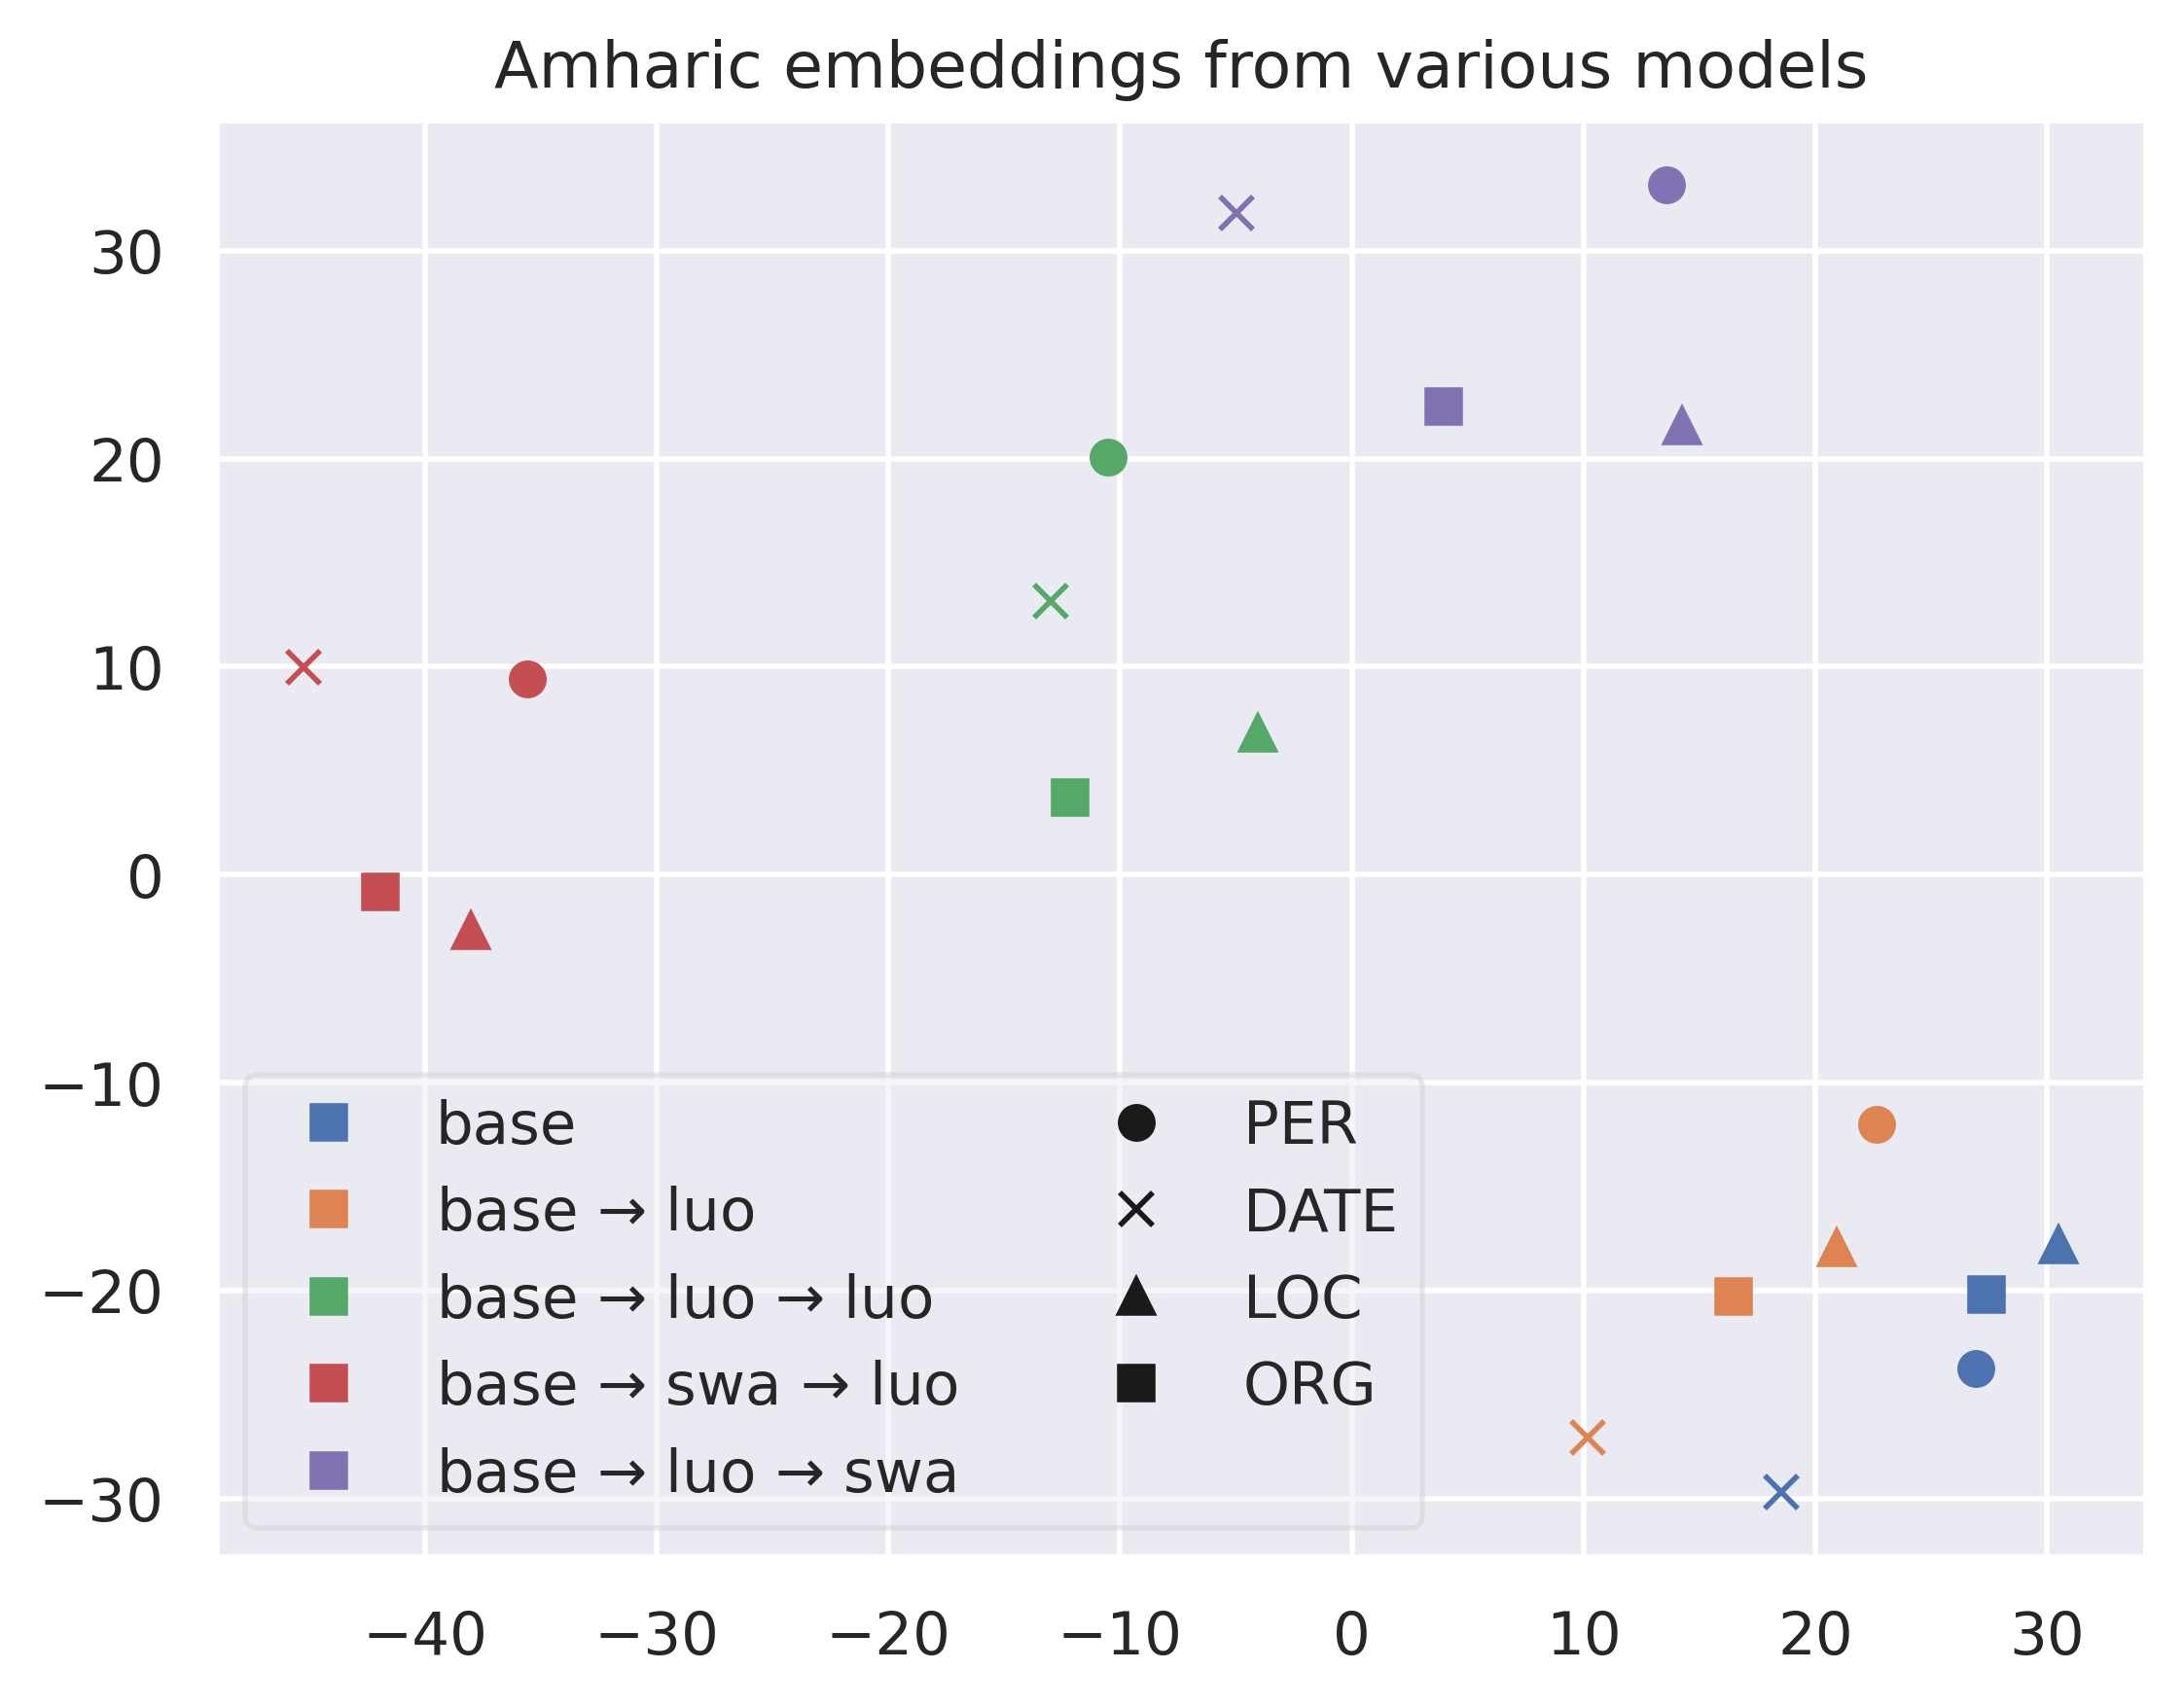 Amharic embeddings from various models
30
20
10
0
−10
−20
−30
base
base → luo
base → luo → luo
base → swa → luo
base → luo → swa
PER
DATE
LOC
ORG
−40 −30 −20 −10 0 10 20 30